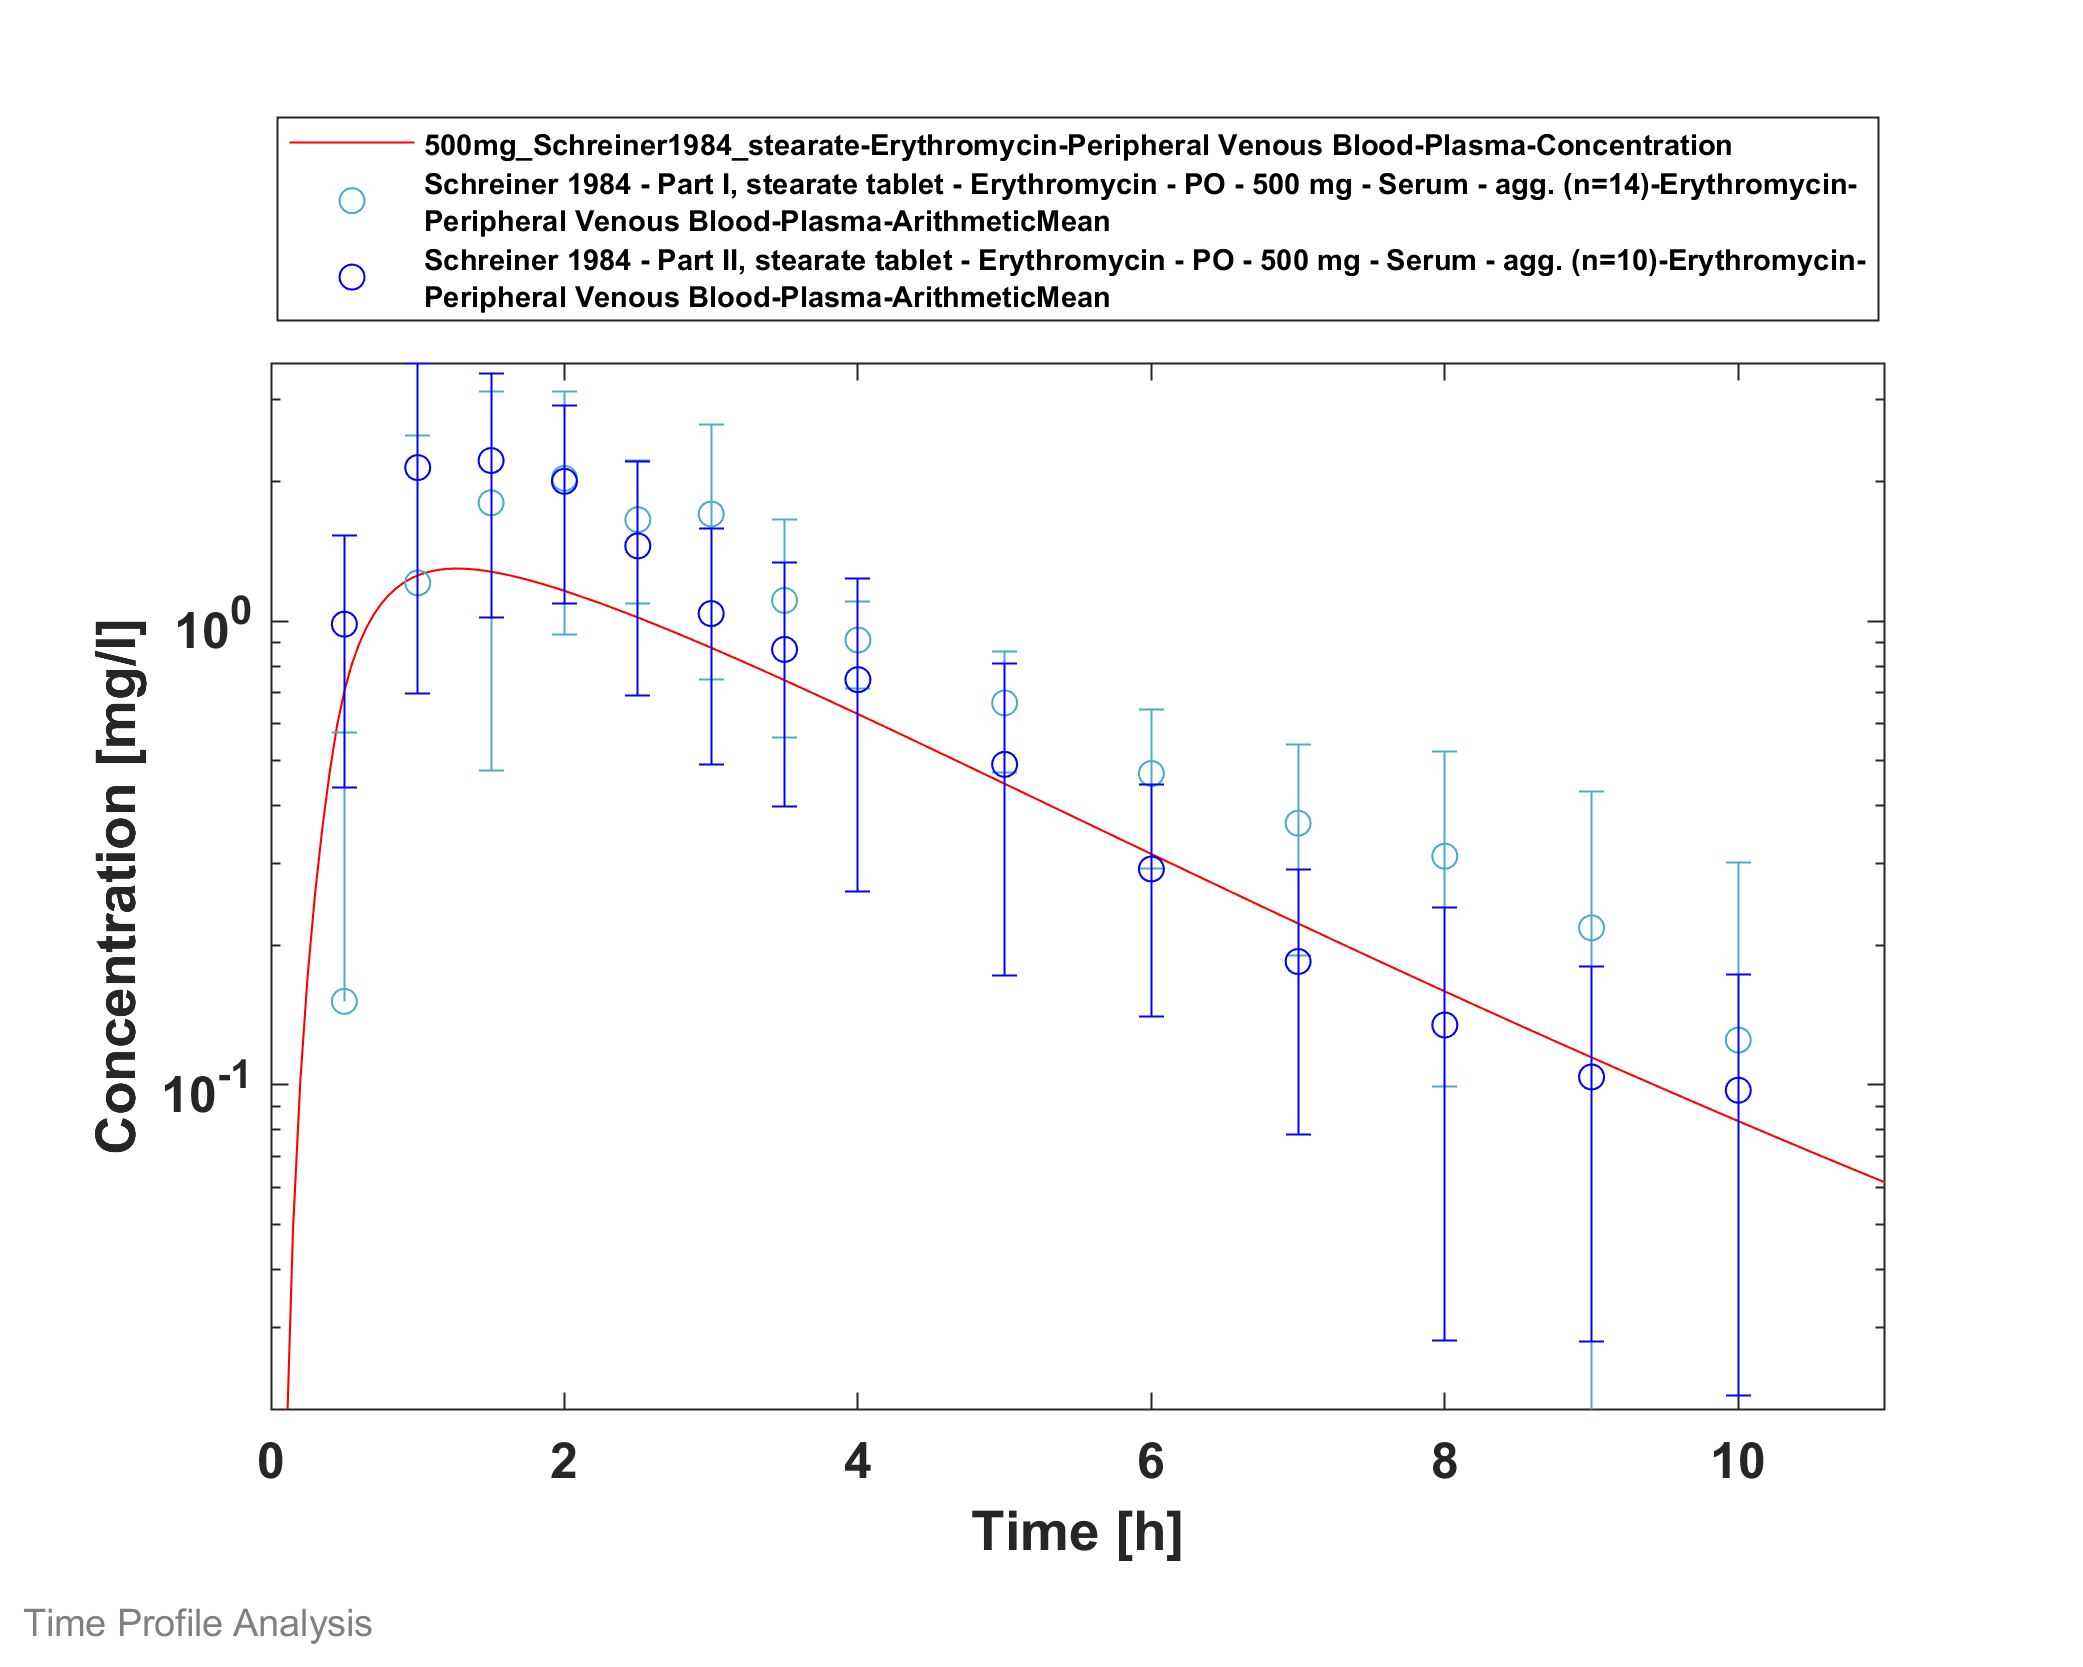 500mg_Schreiner1984_stearate-Erythromycin-Peripheral Venous Blood-Plasma-Concentration
Schreiner 1984 - Part I, stearate tablet - Erythromycin - PO - 500 mg - Serum - agg. (n=14)-Erythromycin-
Peripheral Venous Blood-Plasma-ArithmeticMean
Schreiner 1984 - Part II, stearate tablet - Erythromycin - PO - 500 mg - Serum - agg. (n=10)-Erythromycin-
Peripheral Venous Blood-Plasma-ArithmeticMean
Concentration [mg/l]
10^0
10^-1
0 2 4 6 8 10
Time [h]
Time Profile Analysis